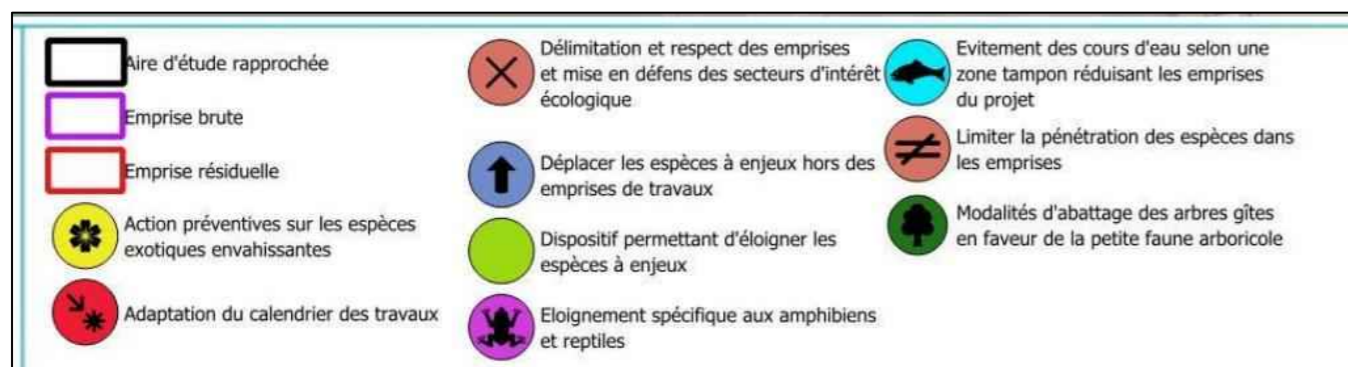 Aire d'étude rapprochée
Emprise brute
Emprise résiduelle
Action préventives sur les espèces
exotiques envahissantes
Adaptation du calendrier des travaux
Délimitation et respect des emprises
et mise en défens des secteurs d'intérêt
écologique
Déplacer les espèces à enjeux hors des
emprises de travaux
Dispositif permettant d'éloigner les
espèces à enjeux
Eloignement spécifique aux amphibiens
et reptiles
Evitement des cours d'eau selon une
zone tampon réduisant les emprises
du projet
Limiter la pénétration des espèces dans
les emprises
Modalités d'abattage des arbres gîtes
en faveur de la petite faune arboricole